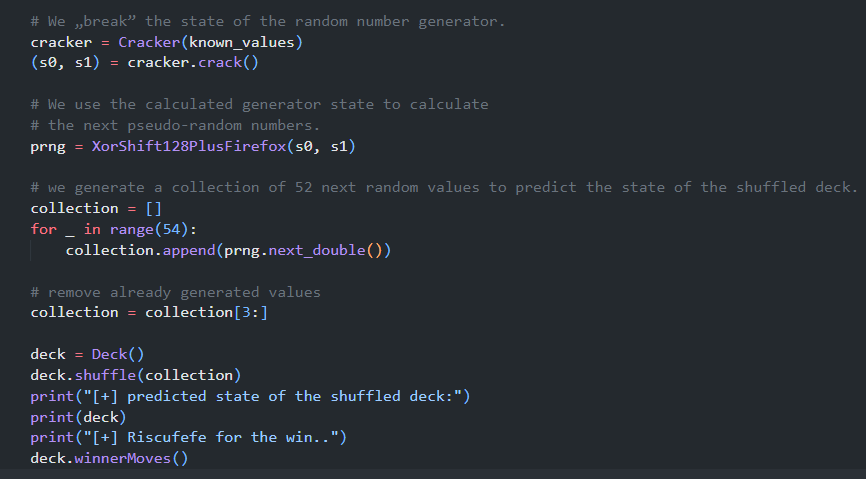 # We „break” the state of the random number generator.
cracker = Cracker(known_values)
(s0, s1) = cracker.crack()
# We use the calculated generator state to calculate
# the next pseudo-random numbers.
prng = XorShift128PlusFirefox(s0, s1)
# we generate a collection of 52 next random values to predict the state of the shuffled deck.
collection = []
for _ in range(54):
    collection.append(prng.next_double())
# remove already generated values
collection = collection[3:]
deck = Deck()
deck.shuffle(collection)
print("[+] predicted state of the shuffled deck:")
print(deck)
print("[+] Riscufefe for the win..")
deck.winnerMoves()